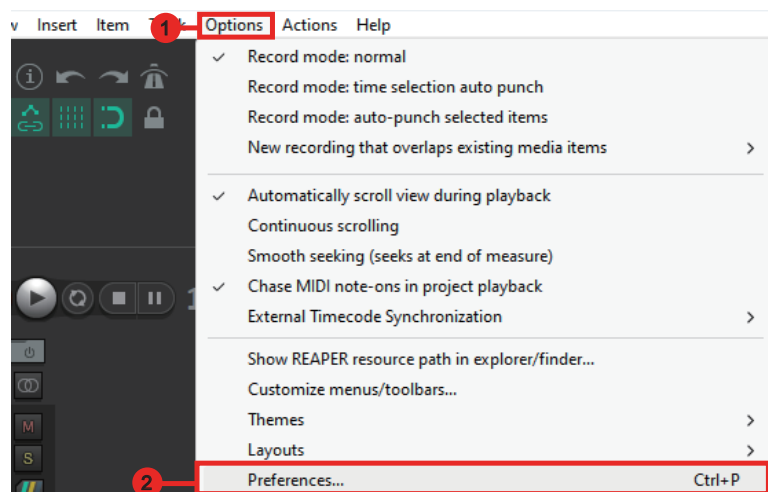 w Insert Item Options Actions Help
1
Record mode: normal
Record mode: time selection auto punch
Record mode: auto-punch selected items
New recording that overlaps existing media items
Automatically scroll view during playback
Continuous scrolling
Smooth seeking (seeks at end of measure)
Chase MIDI note-ons in project playback
External Timecode Synchronization
Show REAPER resource path in explorer/finder...
Customize menus/toolbars...
Themes
M
Layouts
S
2
Preferences... Ctrl+P